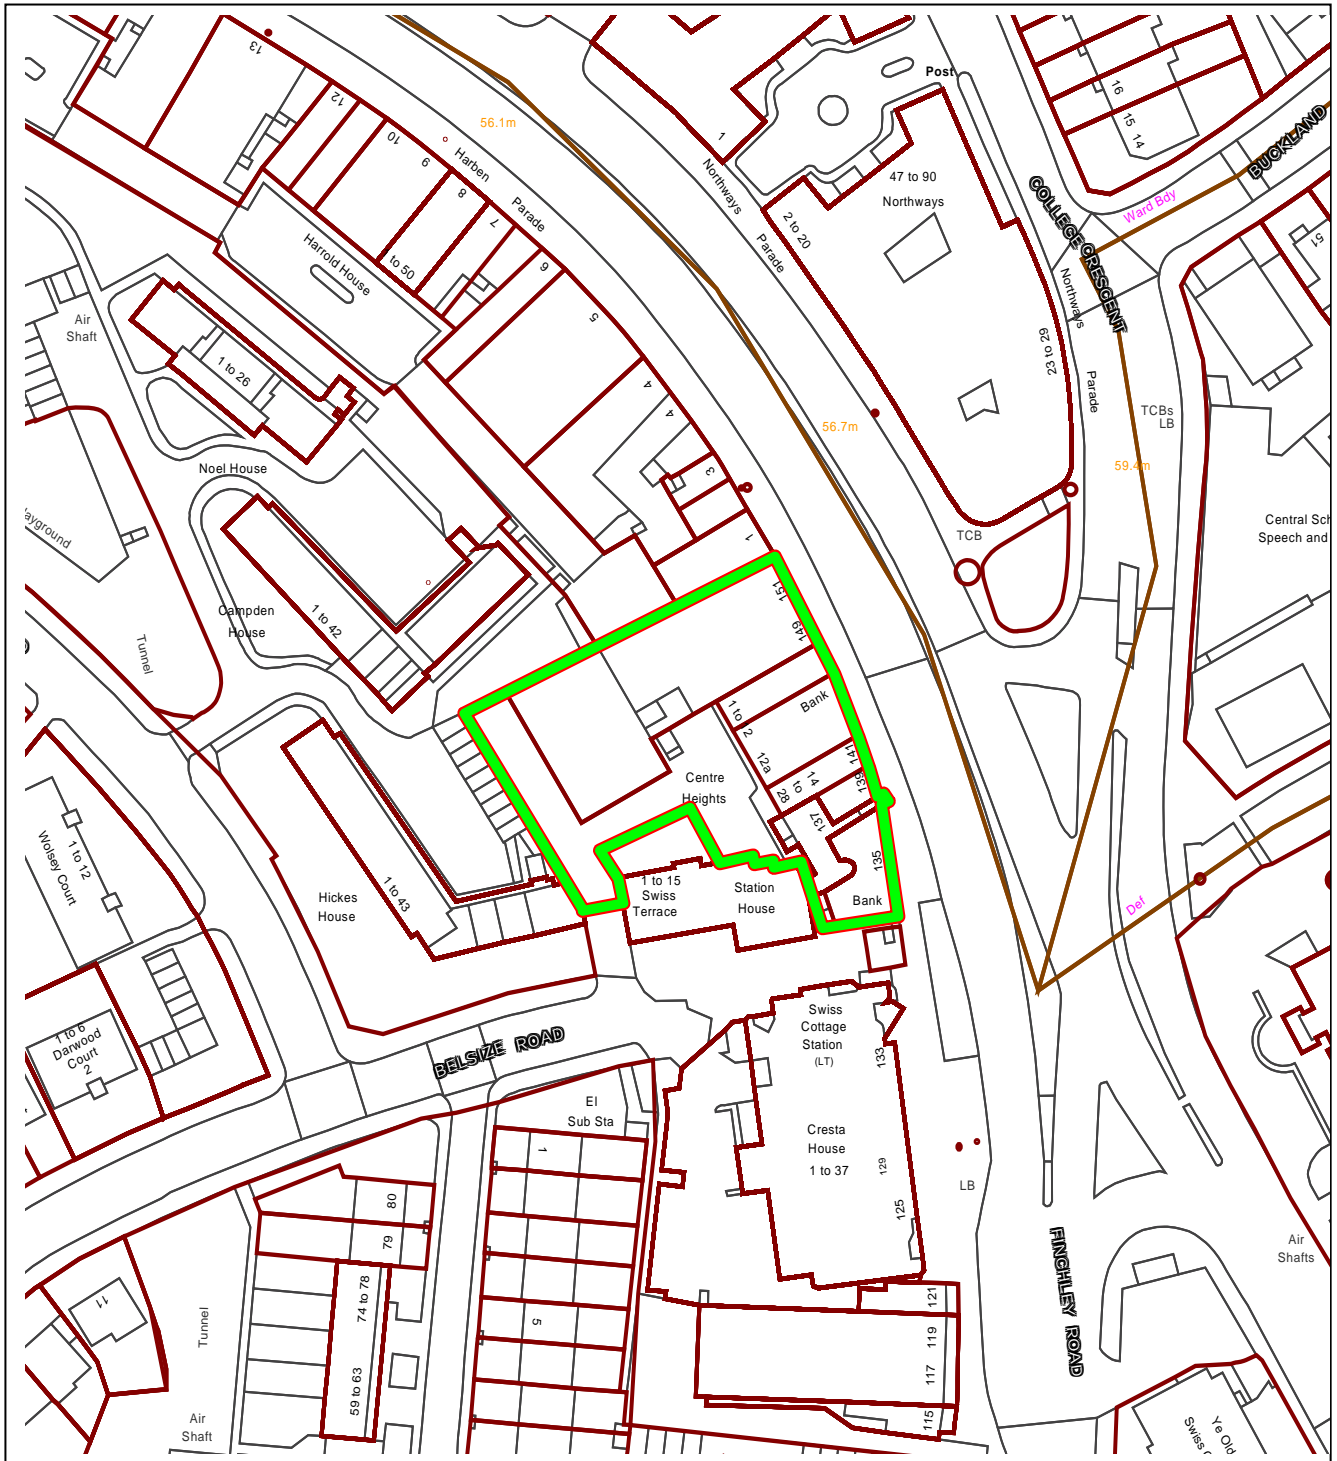 13
12
10
9
8
7
6
5
4
4
3
1
Harben
Parade
56.1m
1
Post
47 to 90
Northways
2 to 20
Northways
Parade
16
15
14
BUCKLAND
COLLEGE CRESCENT
Ward Bdy
51
Harrold House
to 50
Air
Shaft
1 to 26
Noel House
Northways
Parade
23 to 29
TCBs
LB
56.7m
59.4m
TCB
Central Sch
Speech and
layground
Tunnel
Campden
House
1 to 42
151
149
Bank
1 to 2
12a
14
to
28
141
139
137
135
Centre
Heights
Bank
1 to 15
Swiss
Terrace
Station
House
Hickes
House
1 to 43
Wolsey Court
1 to 12
1 to 6
Darwood
Court
2
Def
BELSIZE ROAD
Swiss
Cottage
Station
(LT)
133
Cresta
House
1 to 37
129
125
LB
El
Sub Sta
1
5
80
79
74 to 78
59 to 63
11
Tunnel
Air
Shaft
FINCHLEY ROAD
Air
Shafts
121
119
117
115
Ye Old
Swiss C